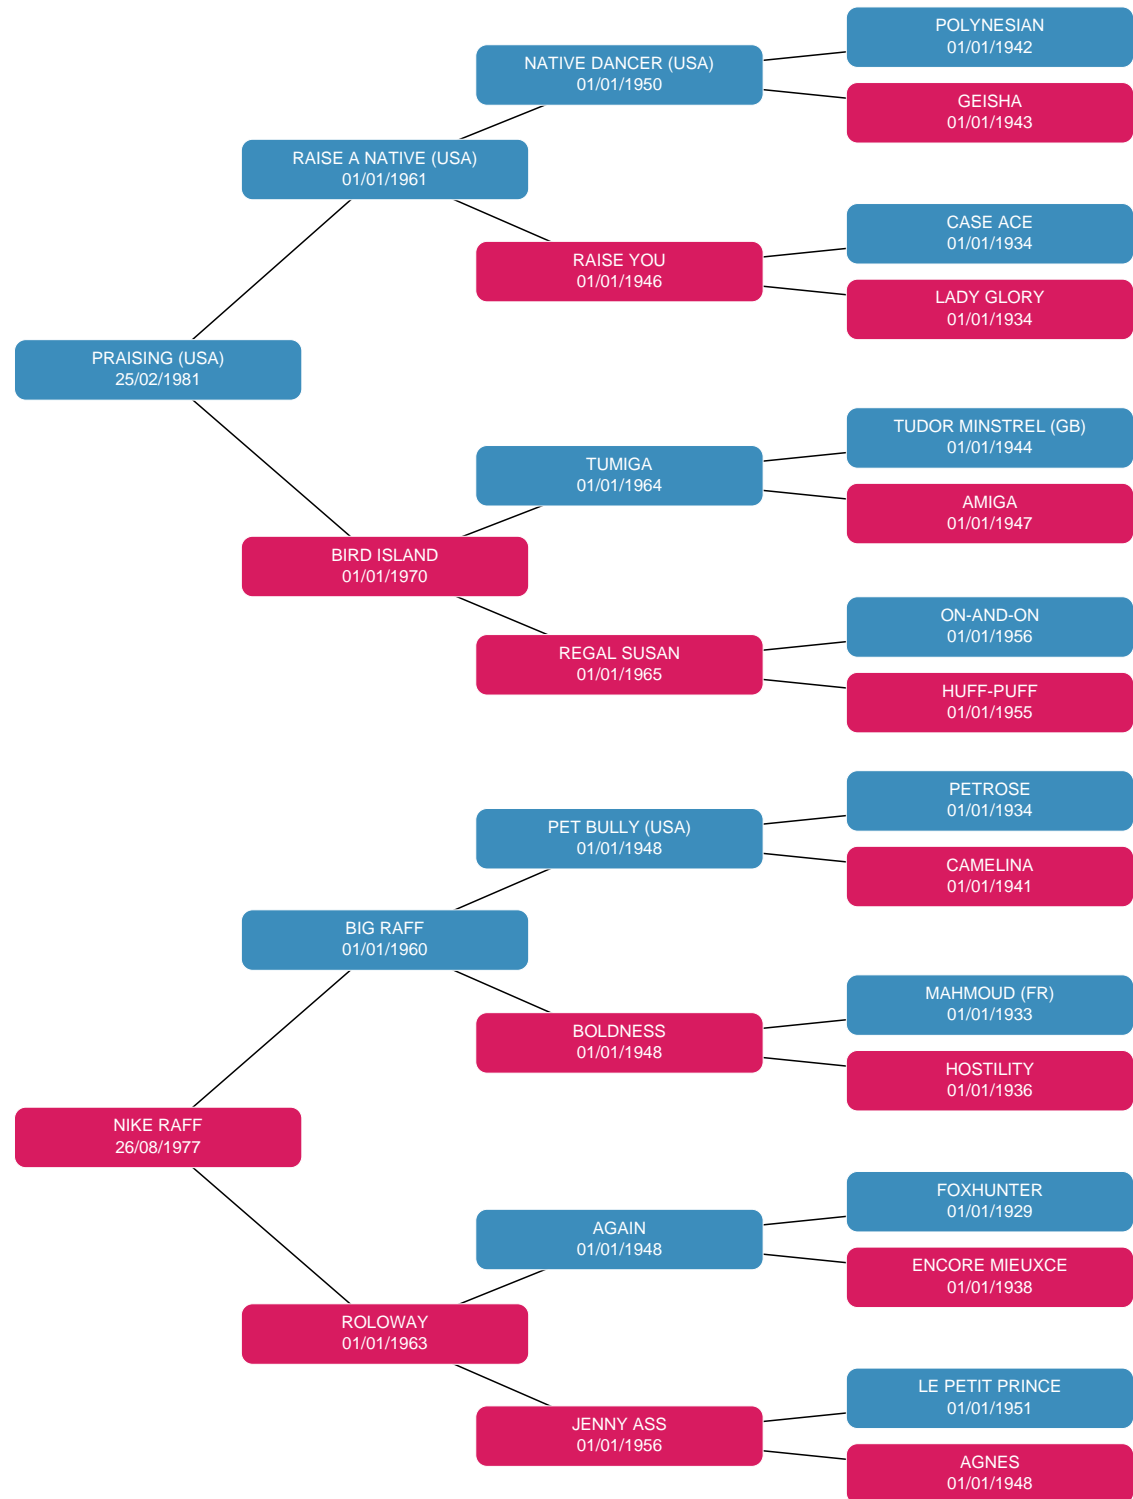 POLYNESIAN
01/01/1942
NATIVE DANCER (USA)
01/01/1950
GEISHA
01/01/1943
RAISE A NATIVE (USA)
01/01/1961
CASE ACE
01/01/1934
RAISE YOU
01/01/1946
LADY GLORY
01/01/1934
PRAISING (USA)
25/02/1981
TUDOR MINSTREL (GB)
01/01/1944
TUMIGA
01/01/1964
AMIGA
01/01/1947
BIRD ISLAND
01/01/1970
ON-AND-ON
01/01/1956
REGAL SUSAN
01/01/1965
HUFF-PUFF
01/01/1955
PETROSE
01/01/1934
PET BULLY (USA)
01/01/1948
CAMELINA
01/01/1941
BIG RAFF
01/01/1960
MAHMOUD (FR)
01/01/1933
BOLDNESS
01/01/1948
HOSTILITY
01/01/1936
NIKE RAFF
26/08/1977
FOXHUNTER
01/01/1929
AGAIN
01/01/1948
ENCORE MIEUXCE
01/01/1938
ROLOWAY
01/01/1963
LE PETIT PRINCE
01/01/1951
JENNY ASS
01/01/1956
AGNES
01/01/1948